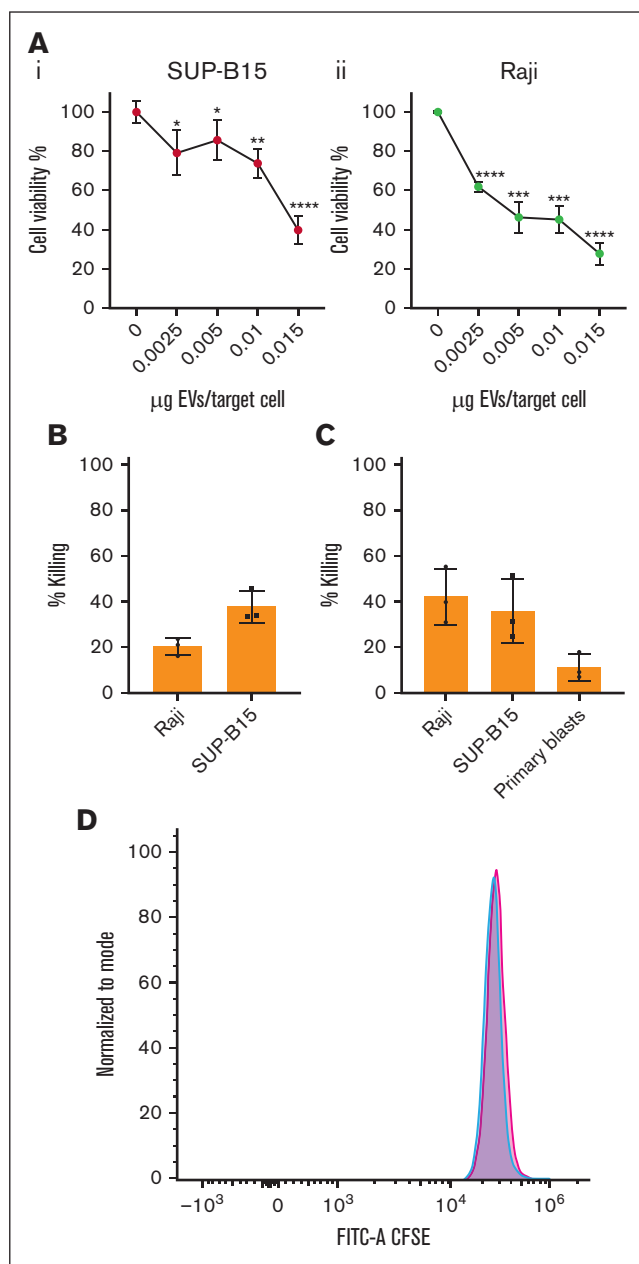 A
i
SUP-B15
ii
Raji
Cell viability %
100
80
60
40
20
0
*
*
**
****
0
0.0025
0.005
0.01
0.015
μg EVs/target cell
Cell viability %
100
80
60
40
20
0
****
***
***
****
0
0.0025
0.005
0.01
0.015
μg EVs/target cell
B
% Killing
100
80
60
40
20
0
Raji
SUP-B15
C
% Killing
100
80
60
40
20
0
Raji
SUP-B15
Primary blasts
D
Normalized to mode
100
80
60
40
20
0
−10³
0
10³
10⁴
10⁶
FITC-A CFSE